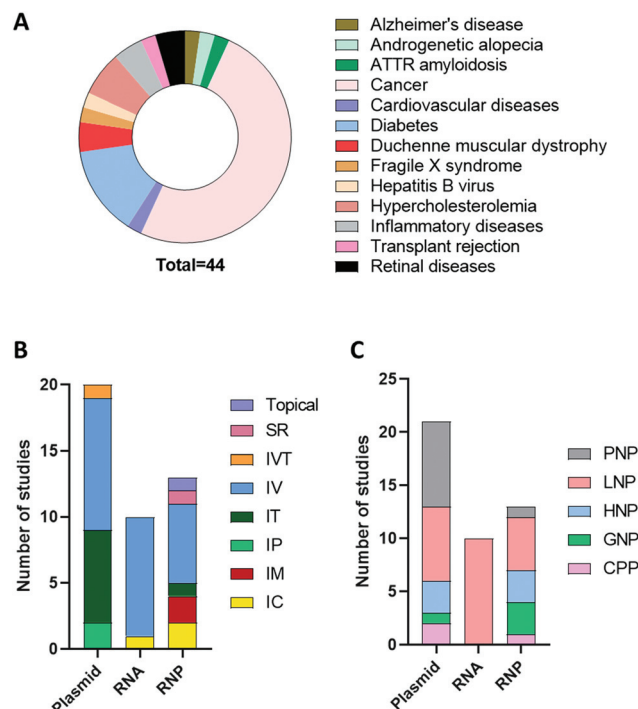 A
Alzheimer's disease
Androgenetic alopecia
ATTR amyloidosis
Cancer
Cardiovascular diseases
Diabetes
Duchenne muscular dystrophy
Fragile X syndrome
Hepatitis B virus
Hypercholesterolemia
Inflammatory diseases
Transplant rejection
Retinal diseases
Total=44
B
Number of studies
20
15
10
5
0
Plasmid
RNA
RNP
Topical
SR
IVT
IV
IT
IP
IM
IC
C
Number of studies
25
20
15
10
5
0
Plasmid
RNA
RNP
PNP
LNP
HNP
GNP
CPP